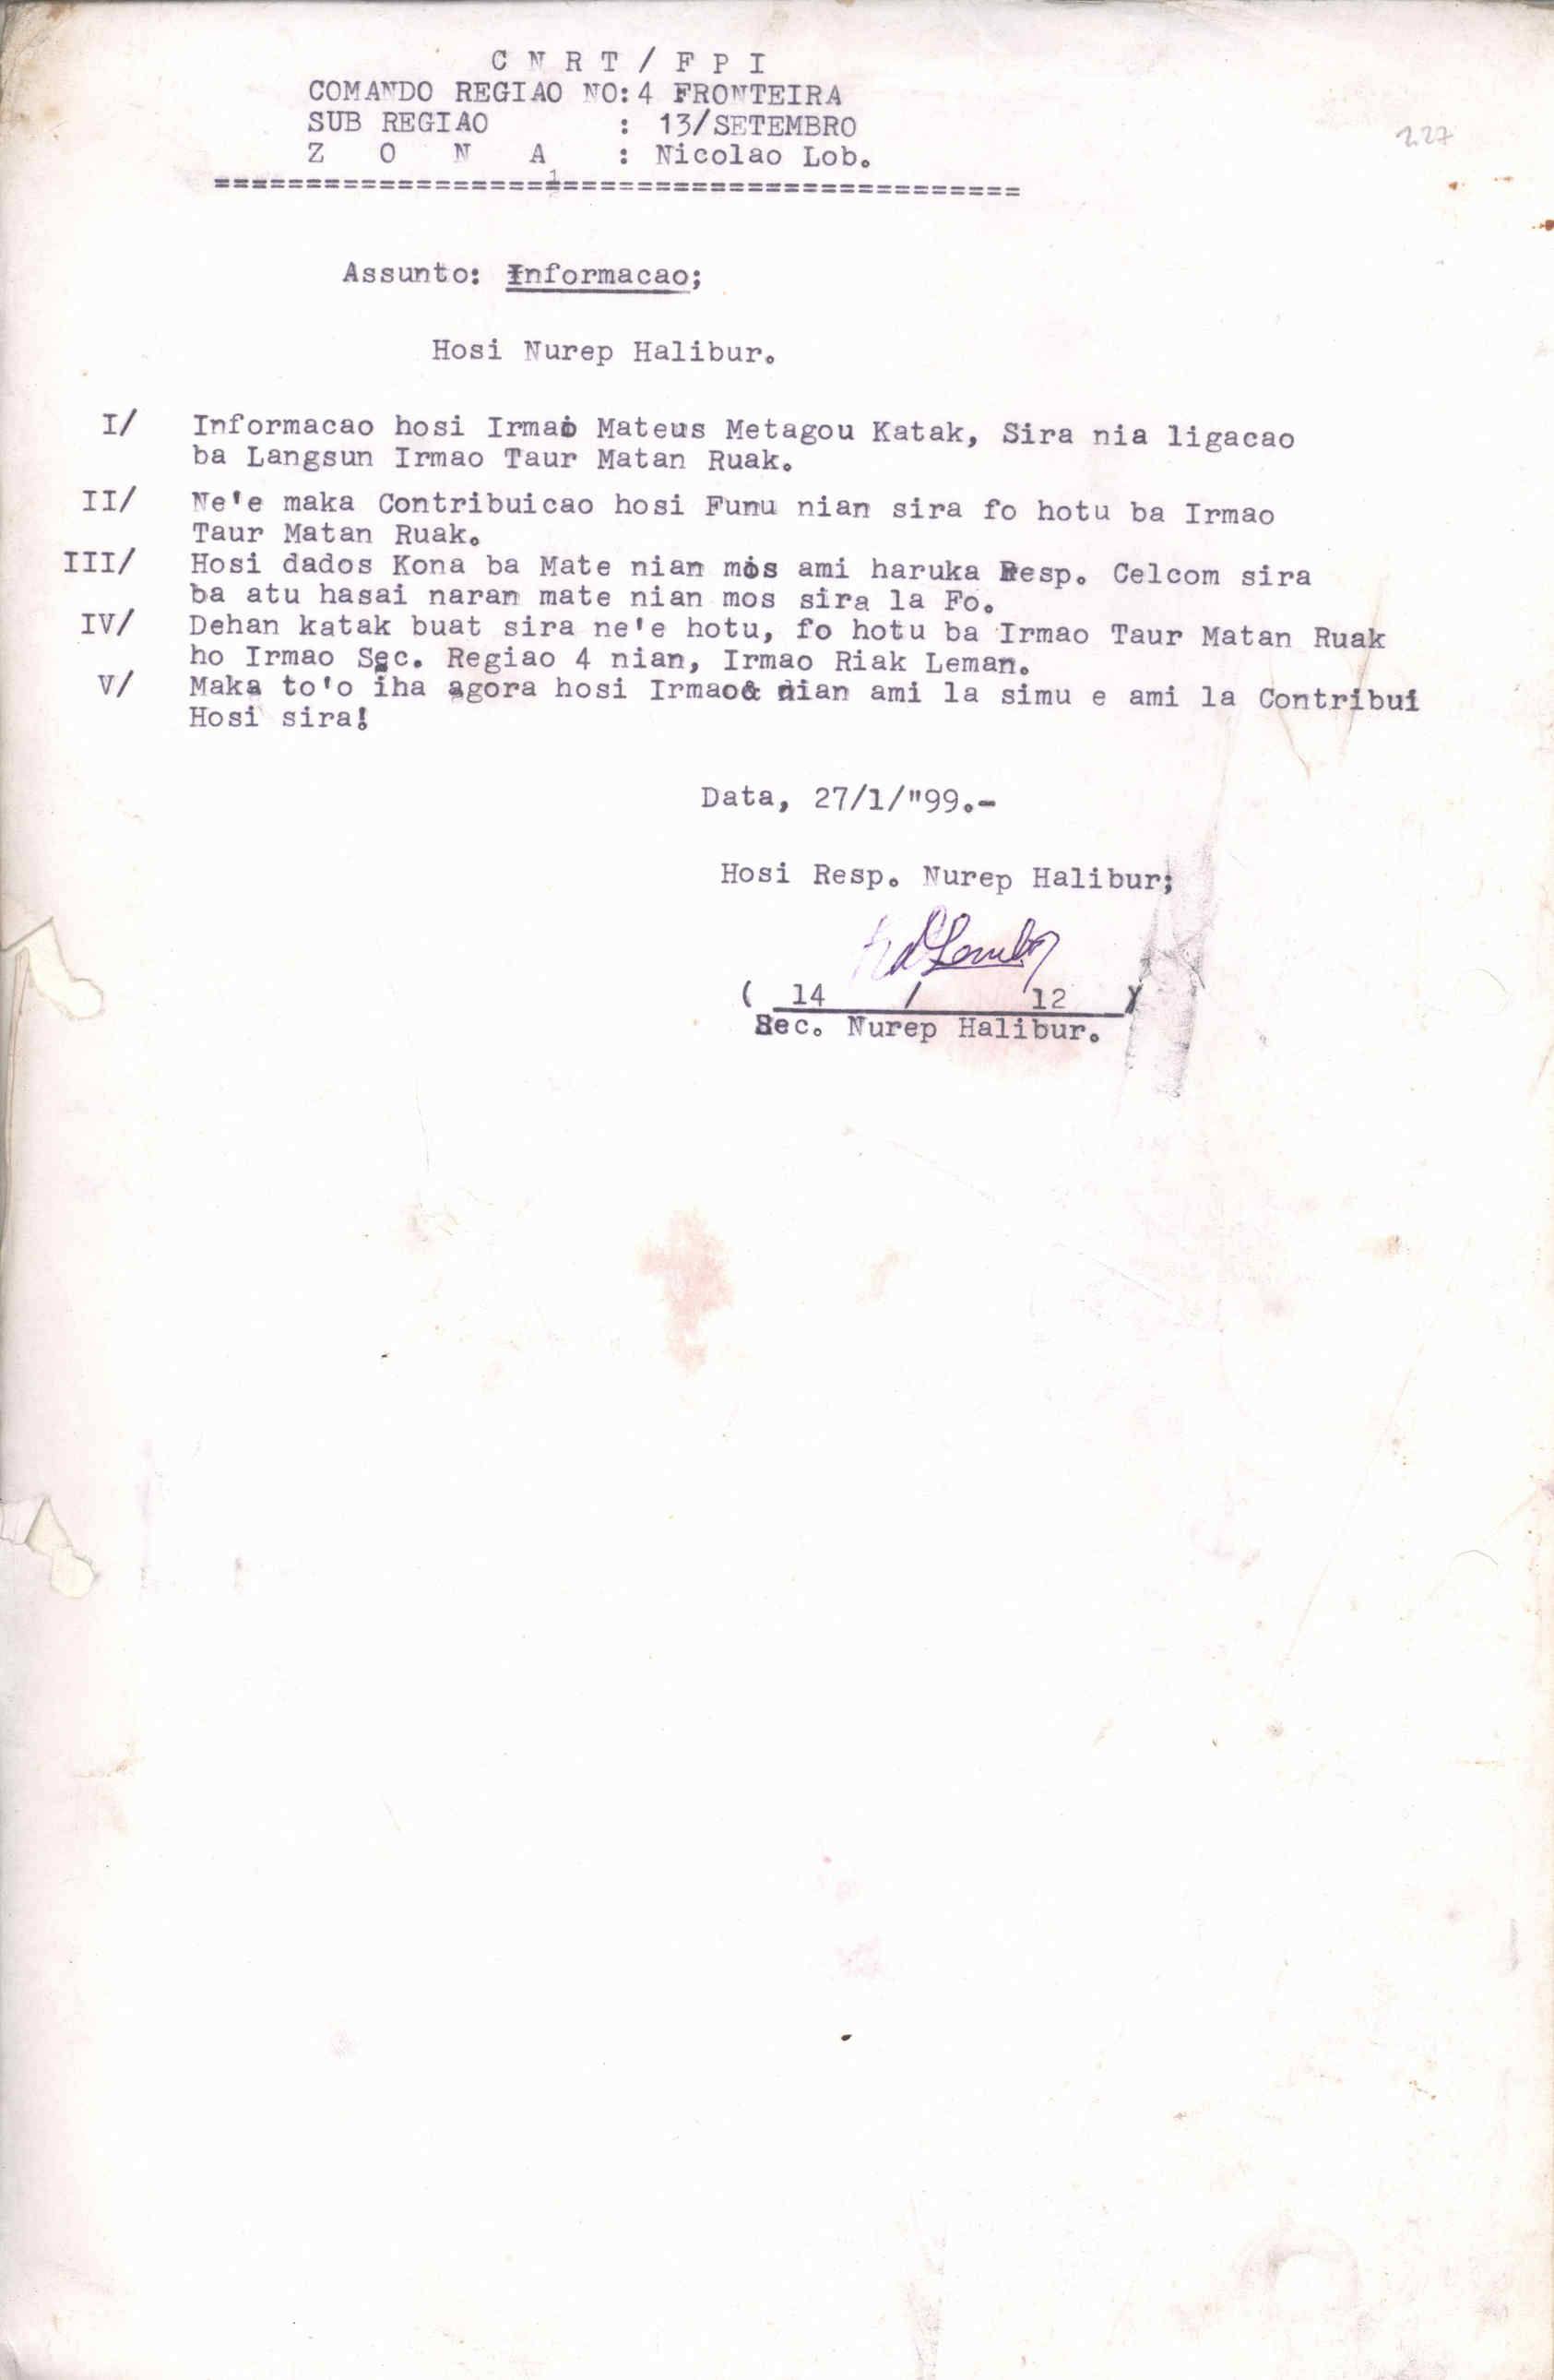 C N R T / F P I
COMANDO REGIAO NO:4 FRONTEIRA
SUB REGIAO : 13/SETEMBRO
Z O N A : Nicolao Lob.
227
=============================================
Assunto: Informacao;
Hosi Nurep Halibur.
I/ Informacao hosi Irmao Mateus Metagou Katak, Sira nia ligacao
ba Langsun Irmao Taur Matan Ruak.
II/ Ne'e maka Contribuicao hosi Funu nian sira fo hotu ba Irmao
Taur Matan Ruak.
III/ Hosi dados Kona ba Mate nian mos ami haruka Resp. Celcom sira
ba atu hasai naran mate nian mos sira la Fo.
IV/ Dehan katak buat sira ne'e hotu, fo hotu ba Irmao Taur Matan Ruak
ho Irmao Sec. Regiao 4 nian, Irmao Riak Leman.
V/ Maka to'o iha agora hosi Irmao& nian ami la simu e ami la Contribui
Hosi sira!
Data, 27/1/"99.-
Hosi Resp. Nurep Halibur;
( 14 / 12 )
Sec. Nurep Halibur.